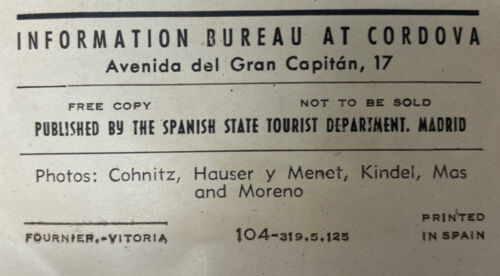 INFORMATION BUREAU AT CORDOVA
Avenida del Gran Capitán, 17
FREE COPY NOT TO BE SOLD
PUBLISHED BY THE SPANISH STATE TOURIST DEPARTMENT. MADRID
Photos: Cohnitz, Hauser y Menet, Kindel, Mas
and Moreno
FOURNIER.-VITORIA 104-319.5.125 PRINTED
IN SPAIN